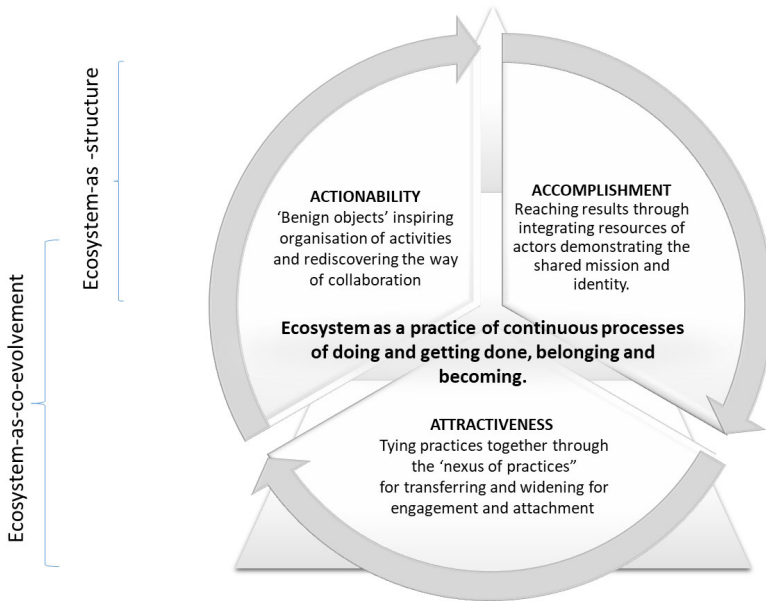 Ecosystem-as -structure
Ecosystem-as-co-evolvement
ACTIONABILITY
‘Benign objects’ inspiring
organisation of activities
and rediscovering the way
of collaboration
ACCOMPLISHMENT
Reaching results through
integrating resources of
actors demonstrating the
shared mission and
identity.
Ecosystem as a practice of continuous processes
of doing and getting done, belonging and
becoming.
ATTRACTIVENESS
Tying practices together through
the ‘nexus of practices”
for transferring and widening for
engagement and attachment